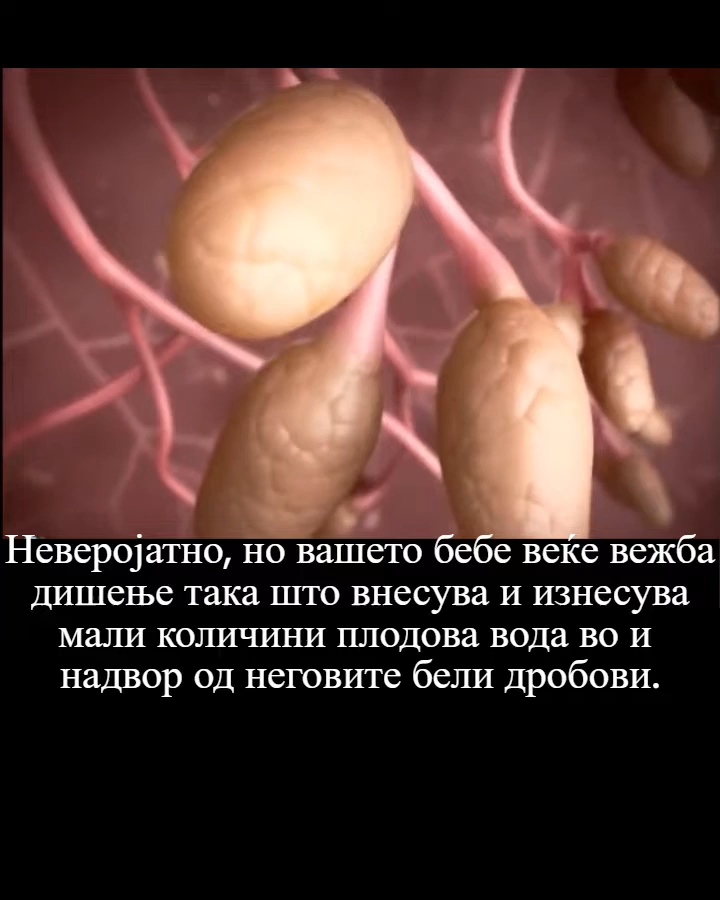 Неверојатно, но вашето бебе веќе вежба
дишење така што внесува и изнесува
мали количини плодова вода во и
надвор од неговите бели дробови.